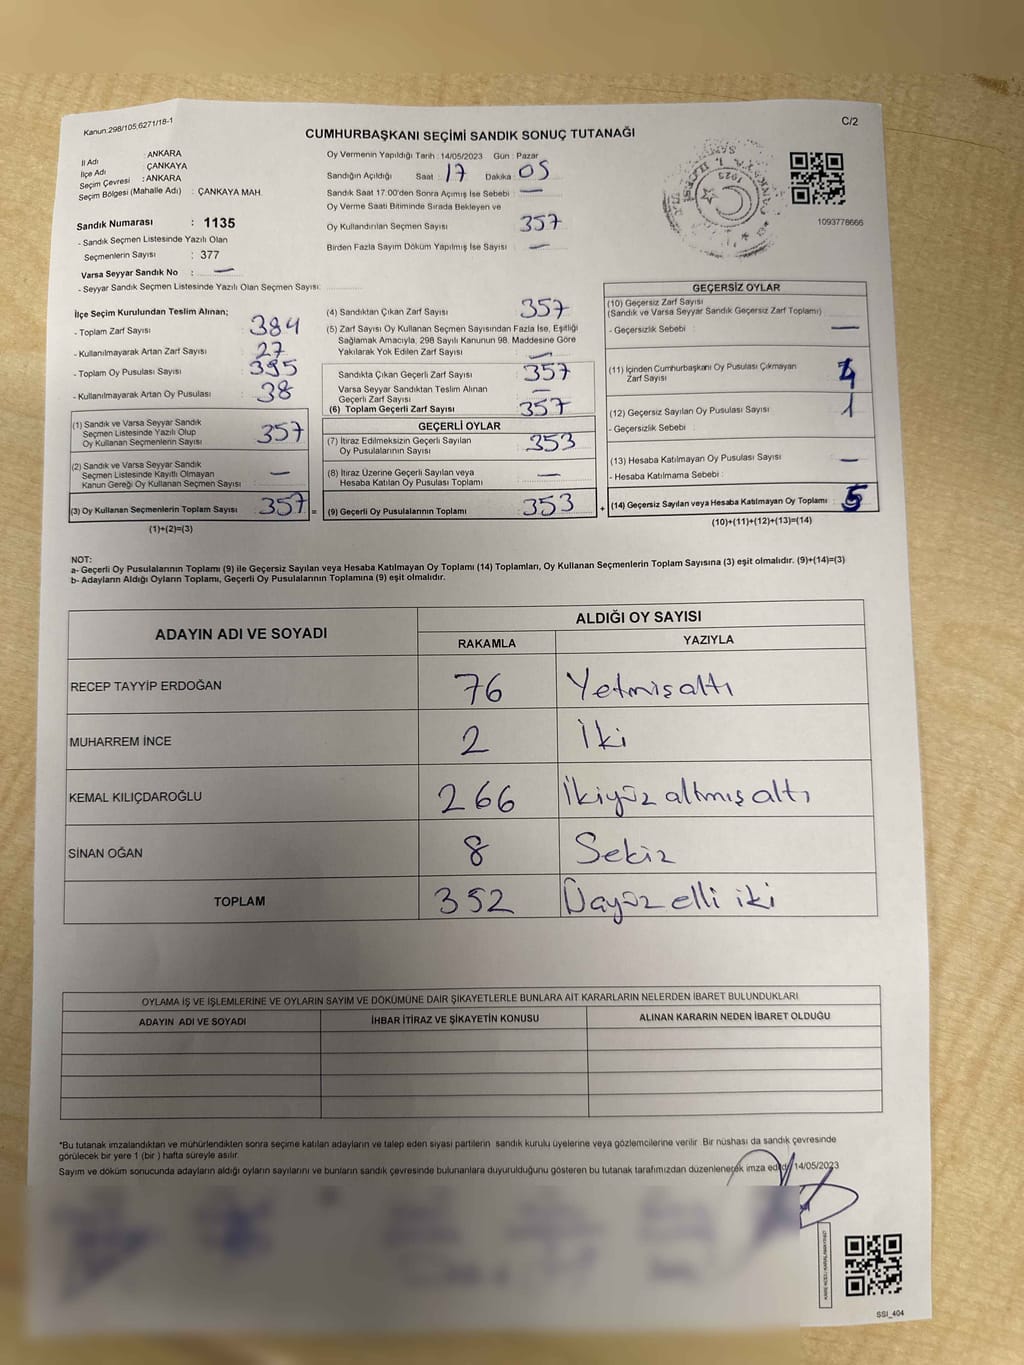 Kanun:298/105;6271/18-1
C/2
CUMHURBAŞKANI SEÇİMİ SANDIK SONUÇ TUTANAĞI
İl Adı : ANKARA
İlçe Adı : ÇANKAYA
Seçim Çevresi : ANKARA
Seçim Bölgesi (Mahalle Adı) : ÇANKAYA MAH.
Sandık Numarası : 1135
- Sandık Seçmen Listesinde Yazılı Olan
Seçmenlerin Sayısı : 377
Varsa Seyyar Sandık No : —
- Seyyar Sandık Seçmen Listesinde Yazılı Olan Seçmen Sayısı:
Oy Vermenin Yapıldığı Tarih : 14/05/2023 Gün : Pazar
Sandığın Açıldığı Saat : 17 Dakika : 05
Sandık Saat 17:00'den Sonra Açımış İse Sebebi : —
Oy Verme Saati Bitiminde Sırada Bekleyen ve
Oy Kullandırılan Seçmen Sayısı : 357
Birden Fazla Sayım Döküm Yapılmış İse Sayısı : —
1093778666
İlçe Seçim Kurulundan Teslim Alınan;
- Toplam Zarf Sayısı : 384
- Kullanılmayarak Artan Zarf Sayısı : 27
- Toplam Oy Pusulası Sayısı : 395
- Kullanılmayarak Artan Oy Pusulası : 38
(1) Sandık ve Varsa Seyyar Sandık
Seçmen Listesinde Yazılı Olup
Oy Kullanan Seçmenlerin Sayısı : 357
(2) Sandık ve Varsa Seyyar Sandık
Seçmen Listesinde Kayıtlı Olmayan
Kanun Gereği Oy Kullanan Seçmen Sayısı : —
(3) Oy Kullanan Seçmenlerin Toplam Sayısı : 357 =
(1)+(2)=(3)
(4) Sandıktan Çıkan Zarf Sayısı : 357
(5) Zarf Sayısı Oy Kullanan Seçmen Sayısından Fazla İse, Eşitliği
Sağlamak Amacıyla, 298 Sayılı Kanunun 98. Maddesine Göre
Yakılarak Yok Edilen Zarf Sayısı : —
Sandıkta Çıkan Geçerli Zarf Sayısı : 357
Varsa Seyyar Sandıktan Teslim Alınan
Geçerli Zarf Sayısı : —
(6) Toplam Geçerli Zarf Sayısı : 357
GEÇERLİ OYLAR
(7) İtiraz Edilmeksizin Geçerli Sayılan
Oy Pusulalarının Sayısı : 353
(8) İtiraz Üzerine Geçerli Sayılan veya
Hesaba Katılan Oy Pusulası Toplamı : —
(9) Geçerli Oy Pusulalarının Toplamı : 353 +
GEÇERSİZ OYLAR
(10) Geçersiz Zarf Sayısı
(Sandık ve Varsa Seyyar Sandık Geçersiz Zarf Toplamı)
- Geçersizlik Sebebi : —
(11) İçinden Cumhurbaşkanı Oy Pusulası Çıkmayan
Zarf Sayısı : 4
(12) Geçersiz Sayılan Oy Pusulası Sayısı : 1
- Geçersizlik Sebebi :
(13) Hesaba Katılmayan Oy Pusulası Sayısı : —
- Hesaba Katılmama Sebebi :
(14) Geçersiz Sayılan veya Hesaba Katılmayan Oy Toplamı : 5
(10)+(11)+(12)+(13)=(14)
NOT:
a- Geçerli Oy Pusulalarının Toplamı (9) ile Geçersiz Sayılan veya Hesaba Katılmayan Oy Toplamı (14) Toplamları, Oy Kullanan Seçmenlerin Toplam Sayısına (3) eşit olmalıdır. (9)+(14)=(3)
b- Adayların Aldığı Oyların Toplamı, Geçerli Oy Pusulalarının Toplamına (9) eşit olmalıdır.
ADAYIN ADI VE SOYADI
ALDIĞI OY SAYISI
RAKAMLA YAZIYLA
RECEP TAYYİP ERDOĞAN 76 Yetmişaltı
MUHARREM İNCE 2 İki
KEMAL KILIÇDAROĞLU 266 İkiyüz altmış altı
SİNAN OĞAN 8 Sekiz
TOPLAM 352 Üçyüz elli iki
OYLAMA İŞ VE İŞLEMLERİNE VE OYLARIN SAYIM VE DÖKÜMÜNE DAİR ŞİKAYETLERLE BUNLARA AİT KARARLARIN NELERDEN İBARET BULUNDUKLARI
ADAYIN ADI VE SOYADI İHBAR İTİRAZ VE ŞİKAYETİN KONUSU ALINAN KARARIN NEDEN İBARET OLDUĞU
*Bu tutanak imzalandıktan ve mühürlendikten sonra seçime katılan adayların ve talep eden siyasi partilerin sandık kurulu üyelerine veya gözlemcilerine verilir. Bir nüshası da sandık çevresinde
görülecek bir yere 1 (bir ) hafta süreyle asılır.
Sayım ve döküm sonucunda adayların aldığı oyların sayılarını ve bunların sandık çevresinde bulunanlara duyurulduğunu gösteren bu tutanak tarafımızdan düzenlenerek imza edildi 14/05/2023
SSI_404